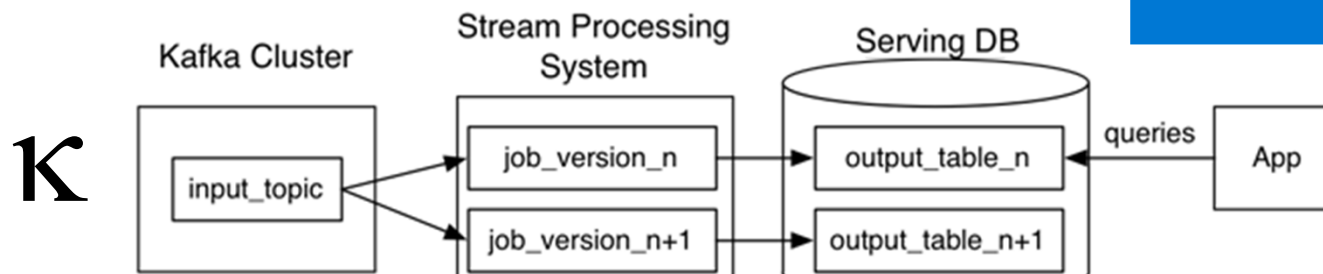 κ
Kafka Cluster
Stream Processing
System
Serving DB
input_topic
job_version_n
job_version_n+1
output_table_n
output_table_n+1
queries
App